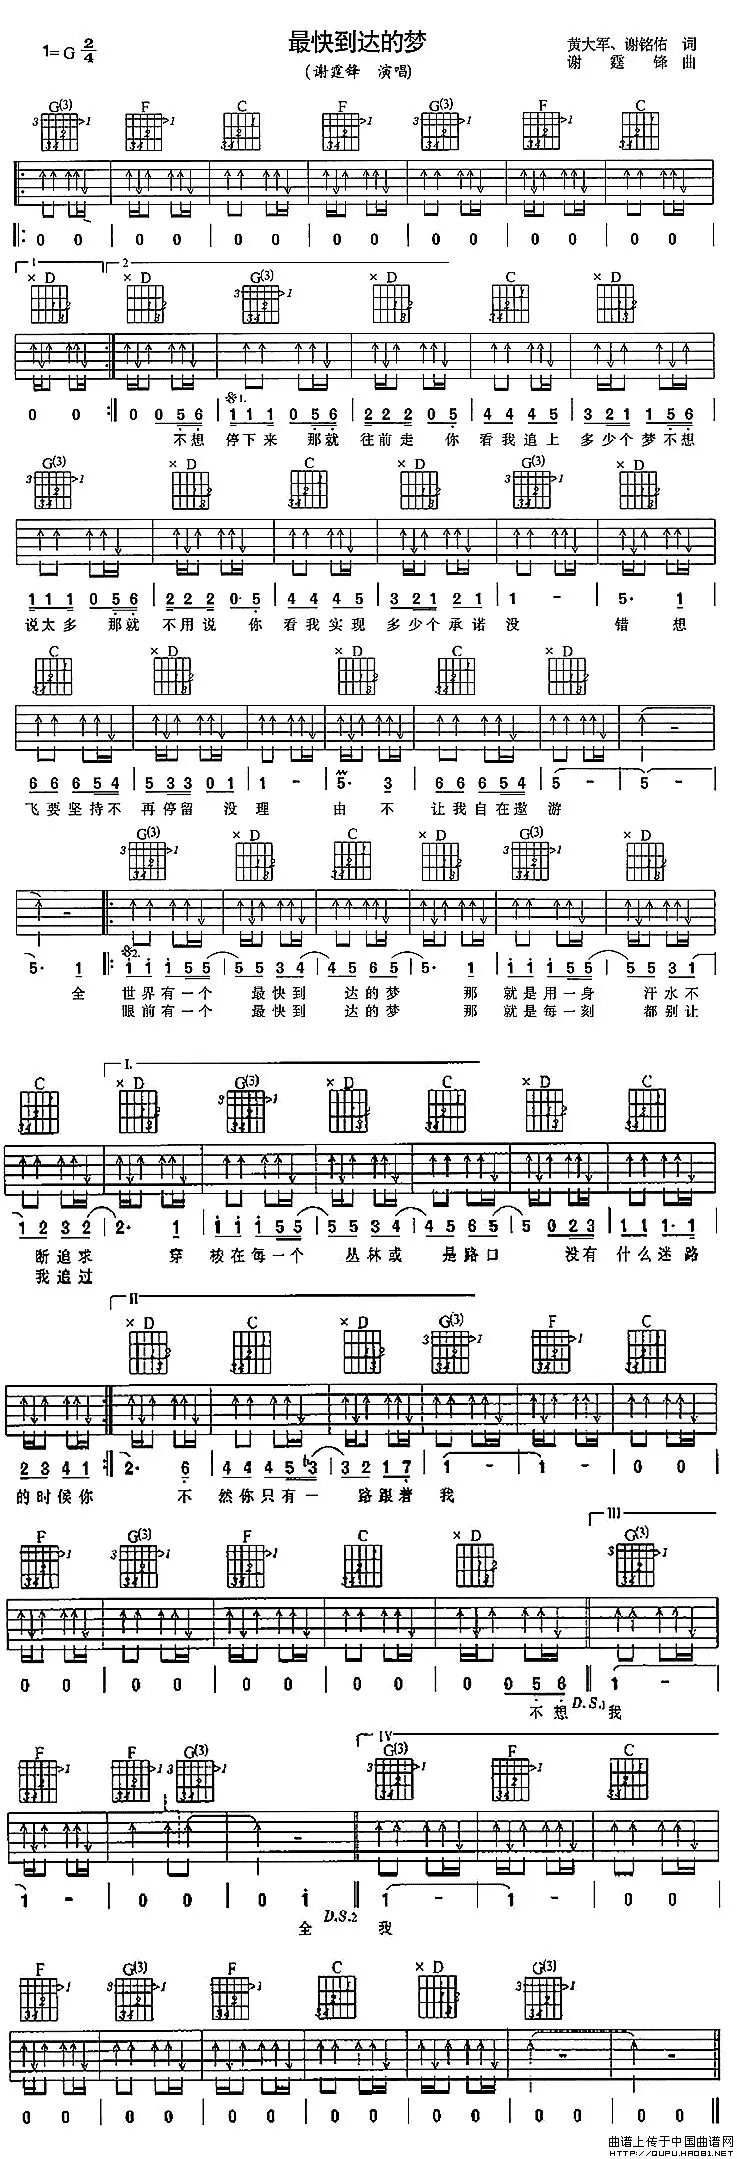 最快到达的梦
1=G 2/4
(谢霆锋 演唱)
黄大军、谢铭佑 词
谢霆锋 曲
G(3) F C F G(3) F C
0 0 | 0 0 | 0 0 | 0 0 | 0 0 | 0 0 | 0 0
1 2
D D G(3) D C D
0 0 :| 0 0 5 6 | 1 1 1 0 5 6 | 2 2 2 0 5 | 4 4 4 5 | 3 2 1 1 5 6
不想 停下来 那就 往前走 你 看我追上 多少个梦不想
G(3) D C D G(3) D
1 1 1 0 5 6 | 2 2 2 0 5 | 4 4 4 5 | 3 2 1 2 1 | 1 - | 5· 1
说太多 那就 不用说 你 看我实现 多少个承诺没 错 想
C D D C D
6 6 6 5 4 | 5 3 3 0 1 | 1 - | 5· 3 | 6 6 6 5 4 | 5 - | 5 -
飞要坚持不 再停留 没理 由 不 让我自在遨 游
G(3) D C D G(3) D
5· 1 |: 1 1 1 5 5 | 5 5 3 4 | 4 5 6 5 | 5· 1 | 1 1 1 5 5 | 5 5 3 1
全 世界有一个 最快到 达的梦 那 就是用一身 汗水不
眼前有一个 最快到 达的梦 那 就是每一刻 都别让
I.
C D G(3) D C D C
1 2 3 2 | 2· 1 | 1 1 1 5 5 | 5 5 3 4 | 4 5 6 5 | 5 0 2 3 | 1 1 1· 1
断追求 穿 梭在每一个 丛林或 是路口 没有 什么迷路
我追过
II
D C D G(3) F C
2 3 4 1 :| 2· 6 | 4 4 4 5 3 | 3 2 1 7 | 1 - | 1 - | 0 0
的时候你 不 然你只有一 路跟着 我
III
F G(3) F C D G(3)
0 0 | 0 0 | 0 0 | 0 0 | 0 0 5 6 || 1 -
不想 D.S.1 我
IV
F F G(3) G(3) F C
1 - | 0 0 | 0 1 || 1 - | 1 - | 0 0
D.S.2
全 我
F G(3) F C D G(3)
0 0 | 0 0 | 0 0 | 0 0 | 0 0 | 0 0 | 0 0
曲谱上传于中国曲谱网
HTTP://WWW.QUPU.HAO81.NET